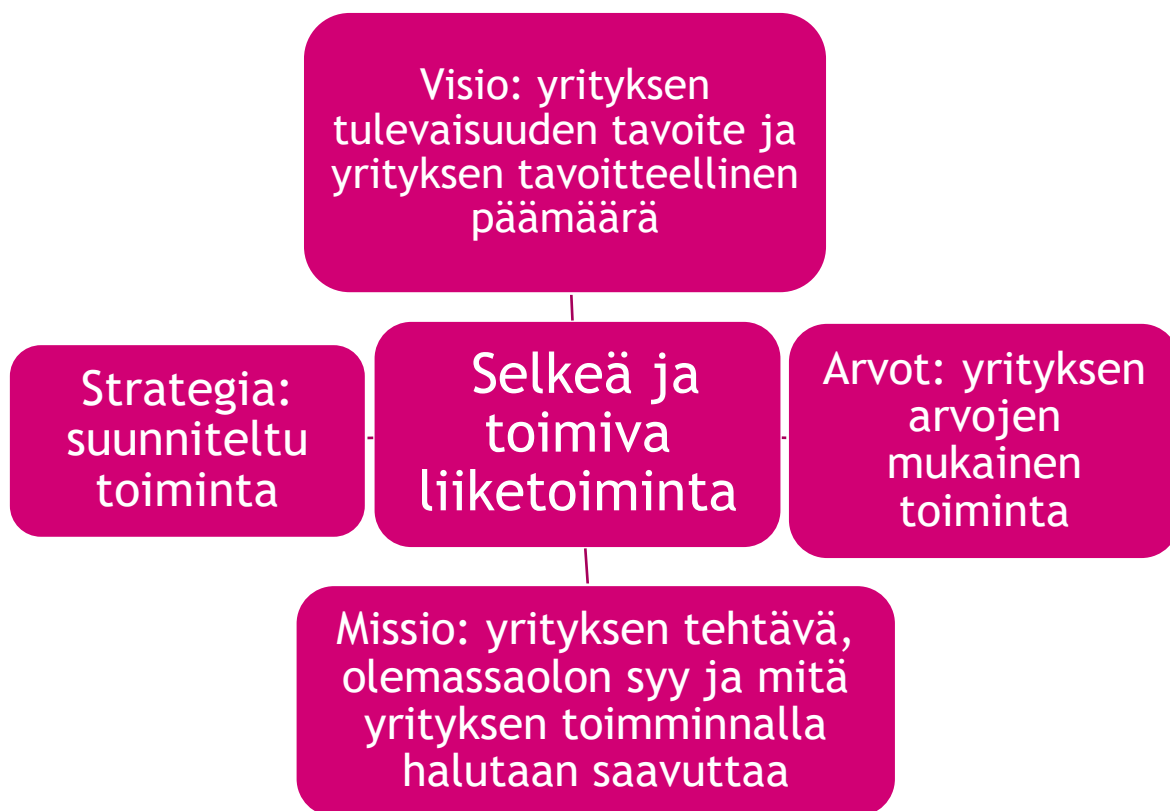 Visio: yrityksen
tulevaisuuden tavoite ja
yrityksen tavoitteellinen
päämäärä
Strategia:
suunniteltu
toiminta
Selkeä ja
toimiva
liiketoiminta
Arvot: yrityksen
arvojen
mukainen
toiminta
Missio: yrityksen tehtävä,
olemassaolon syy ja mitä
yrityksen toimminnalla
halutaan saavuttaa